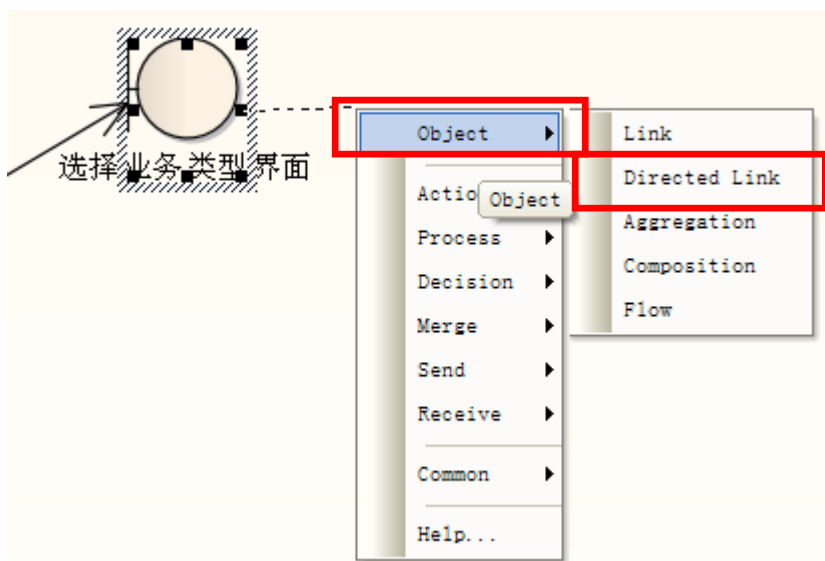 选择业务类型界面
Object
Actio
Object
Process
Decision
Merge
Send
Receive
Common
Help...
Link
Directed Link
Aggregation
Composition
Flow